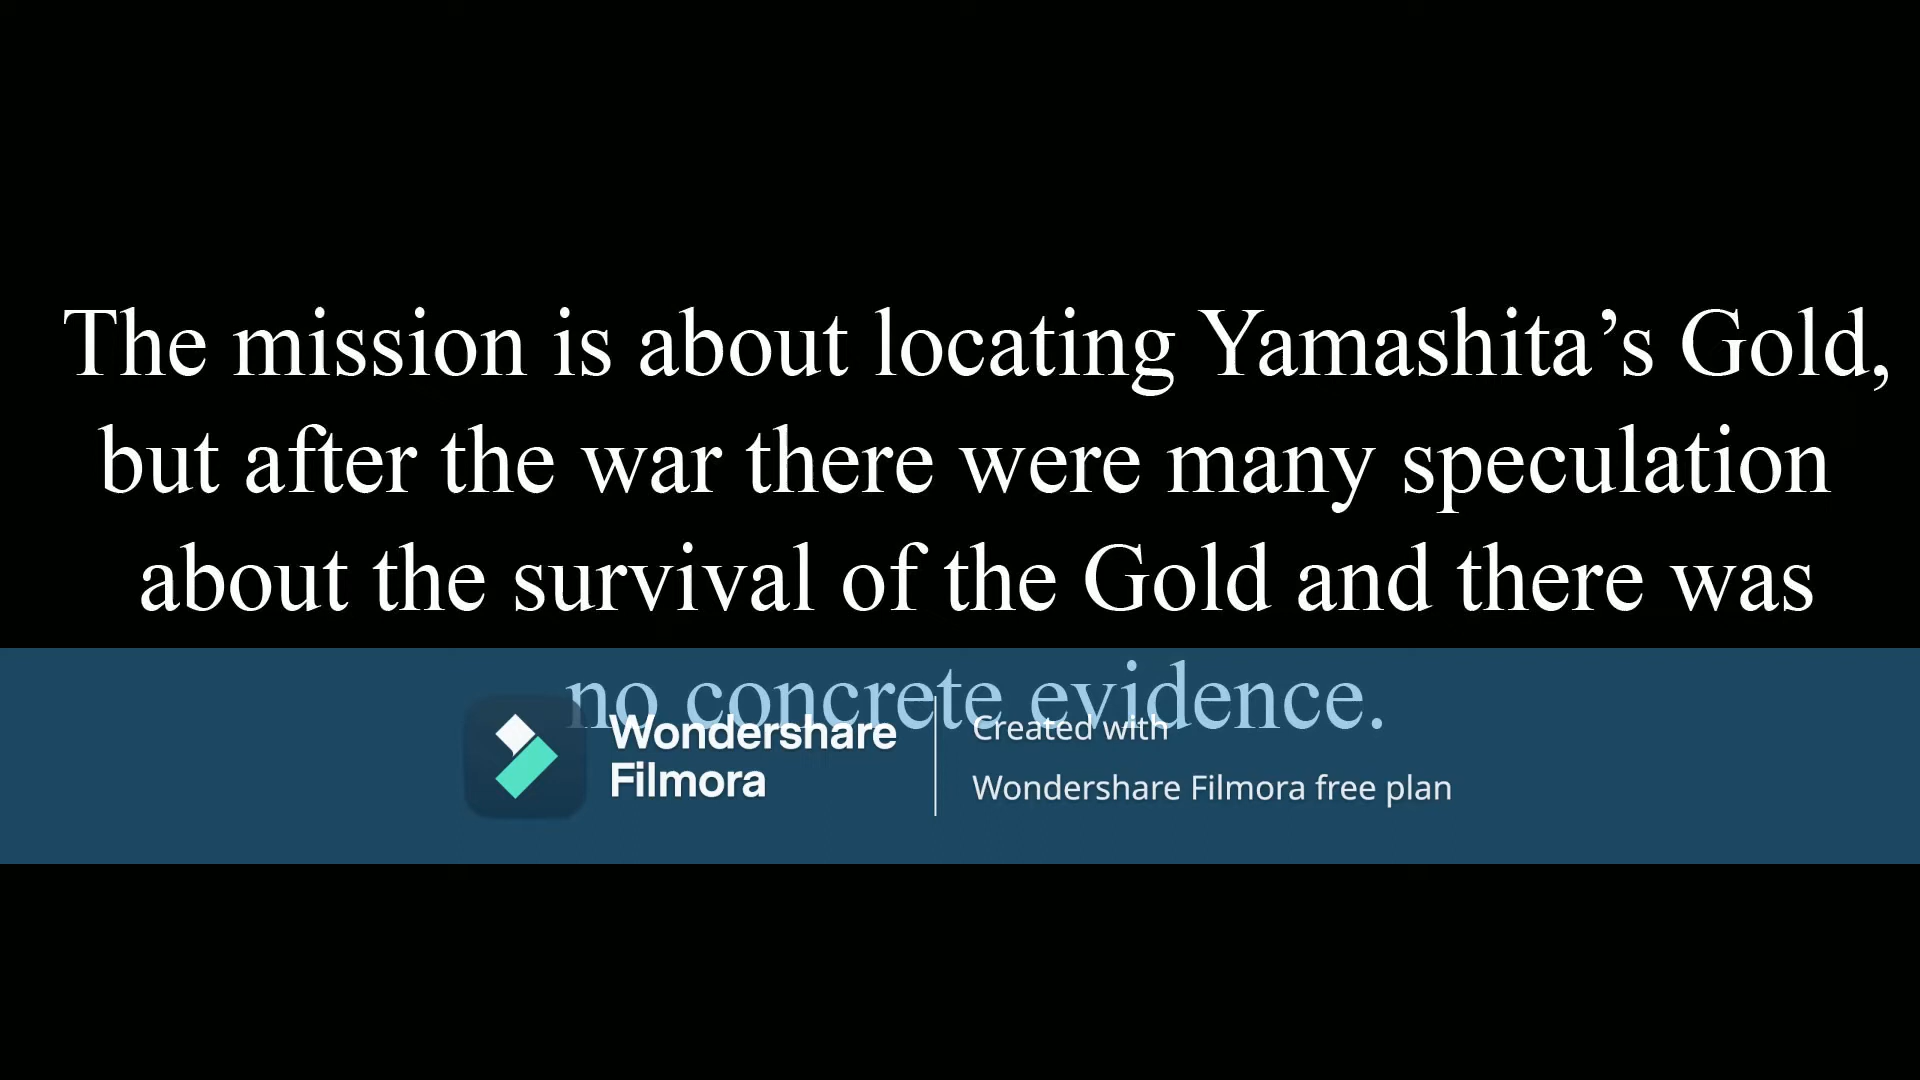 The mission is about locating Yamashita’s Gold,
but after the war there were many speculation
about the survival of the Gold and there was
no concrete evidence.
Wondershare
Filmora
Created with
Wondershare Filmora free plan